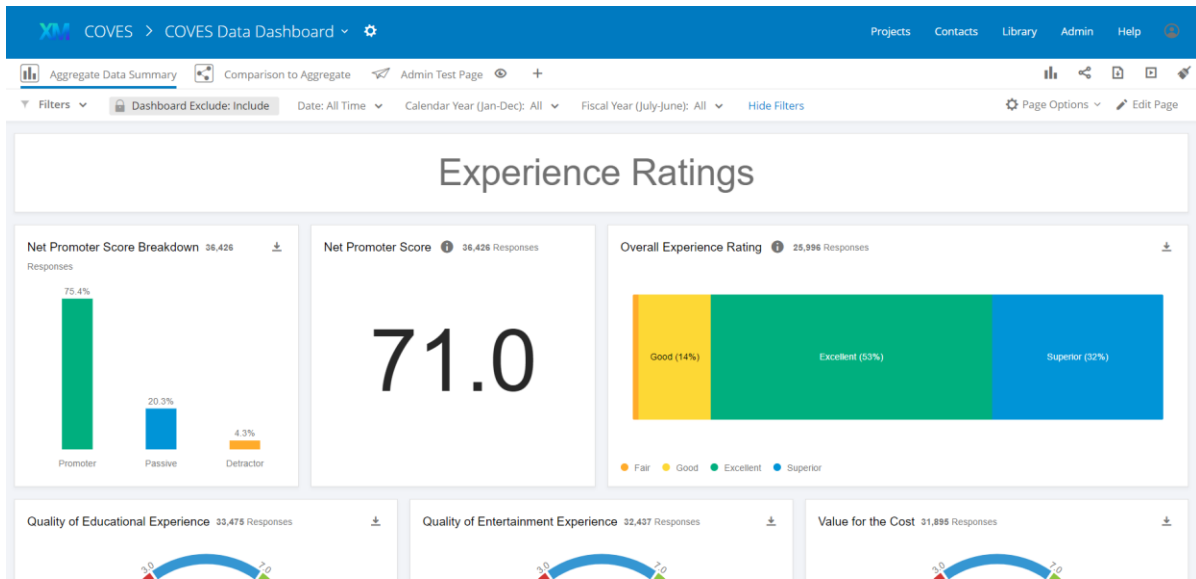 XM COVES > COVES Data Dashboard Projects Contacts Library Admin Help
Aggregate Data Summary Comparison to Aggregate Admin Test Page +
Filters Dashboard Exclude: Include Date: All Time Calendar Year (Jan-Dec): All Fiscal Year (July-June): All Hide Filters Page Options Edit Page
Experience Ratings
Net Promoter Score Breakdown 36,426
Responses
75.4%
20.3%
4.3%
Promoter Passive Detractor
Net Promoter Score 36,426 Responses
71.0
Overall Experience Rating 25,996 Responses
Good (14%) Excellent (53%) Superior (32%)
Fair Good Excellent Superior
Quality of Educational Experience 33,475 Responses
3.0 7.0
Quality of Entertainment Experience 32,437 Responses
3.0 7.0
Value for the Cost 31,895 Responses
3.0 7.0